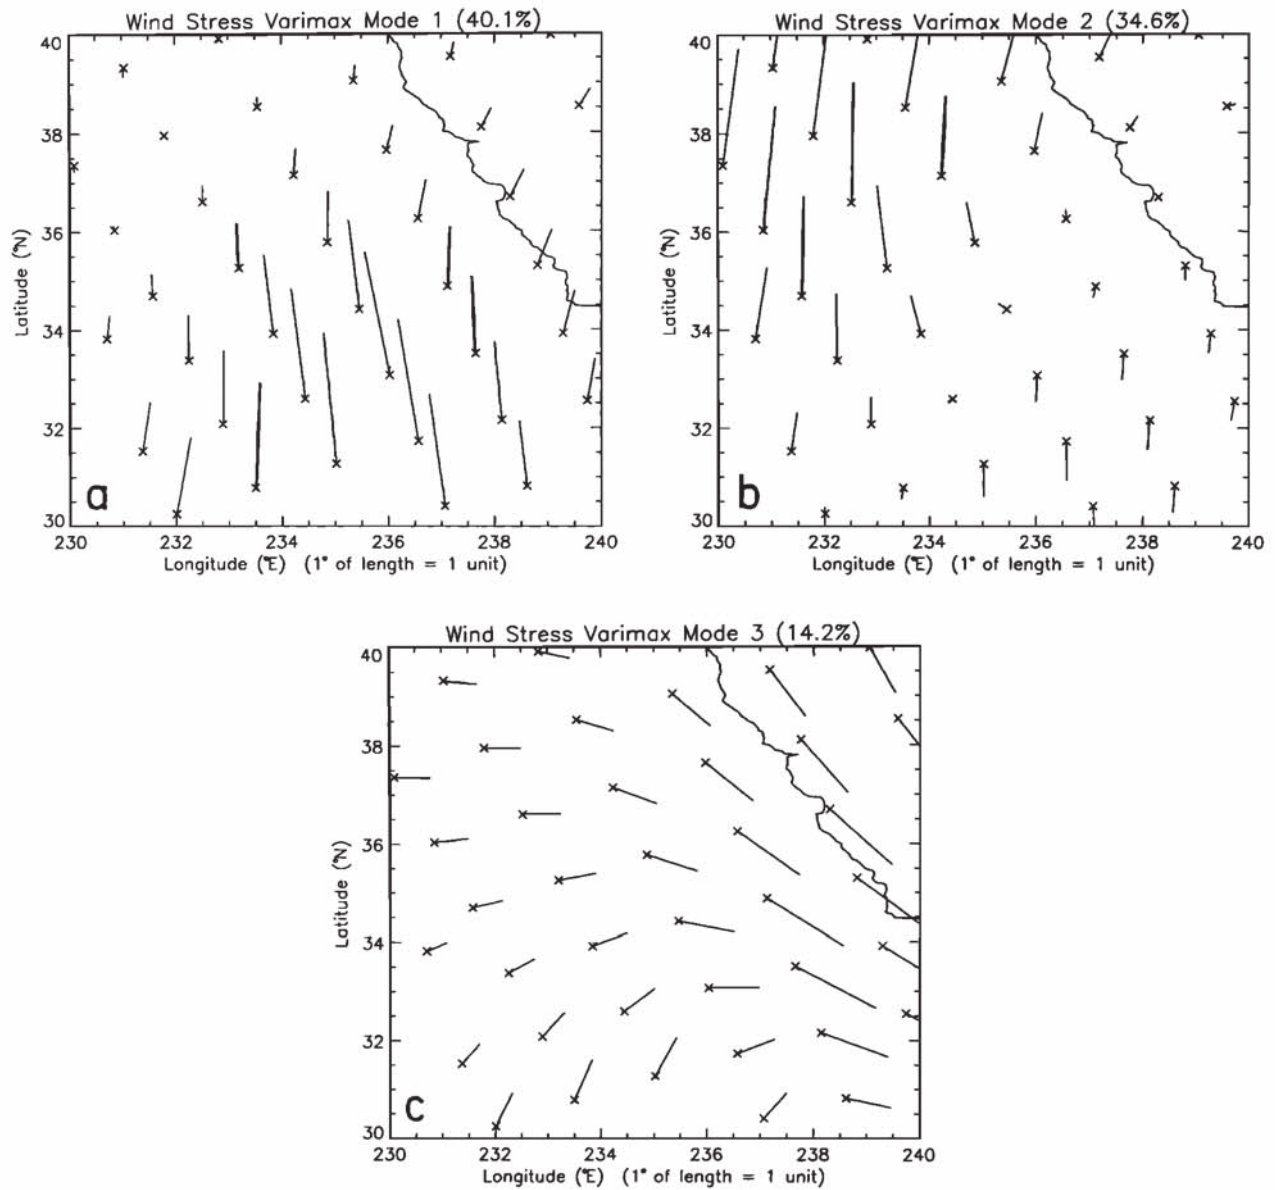 Wind Stress Varimax Mode 1 (40.1%)
40
38
36
34
32
30
Latitude (°N)
a
230 232 234 236 238 240
Longitude (°E) (1° of length = 1 unit)
Wind Stress Varimax Mode 2 (34.6%)
40
38
36
34
32
30
Latitude (°N)
b
230 232 234 236 238 240
Longitude (°E) (1° of length = 1 unit)
Wind Stress Varimax Mode 3 (14.2%)
40
38
36
34
32
30
Latitude (°N)
c
230 232 234 236 238 240
Longitude (°E) (1° of length = 1 unit)